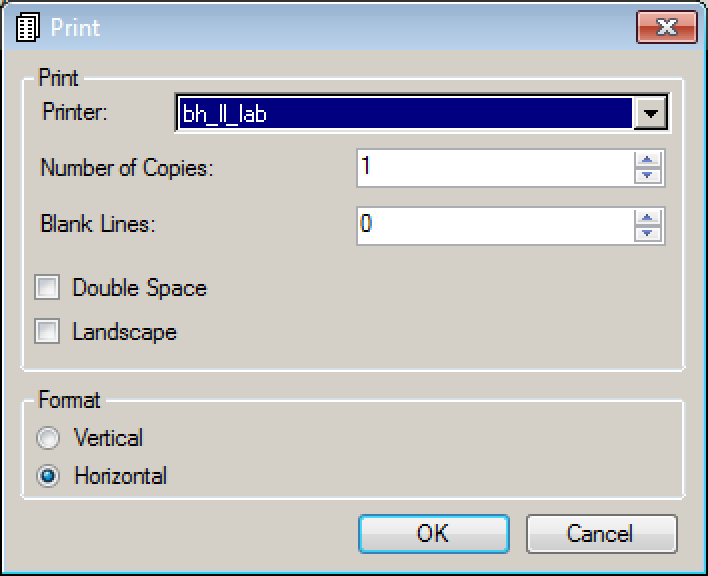 Print
Print
Printer: bh_ll_lab
Number of Copies: 1
Blank Lines: 0
Double Space
Landscape
Format
Vertical
Horizontal
OK Cancel